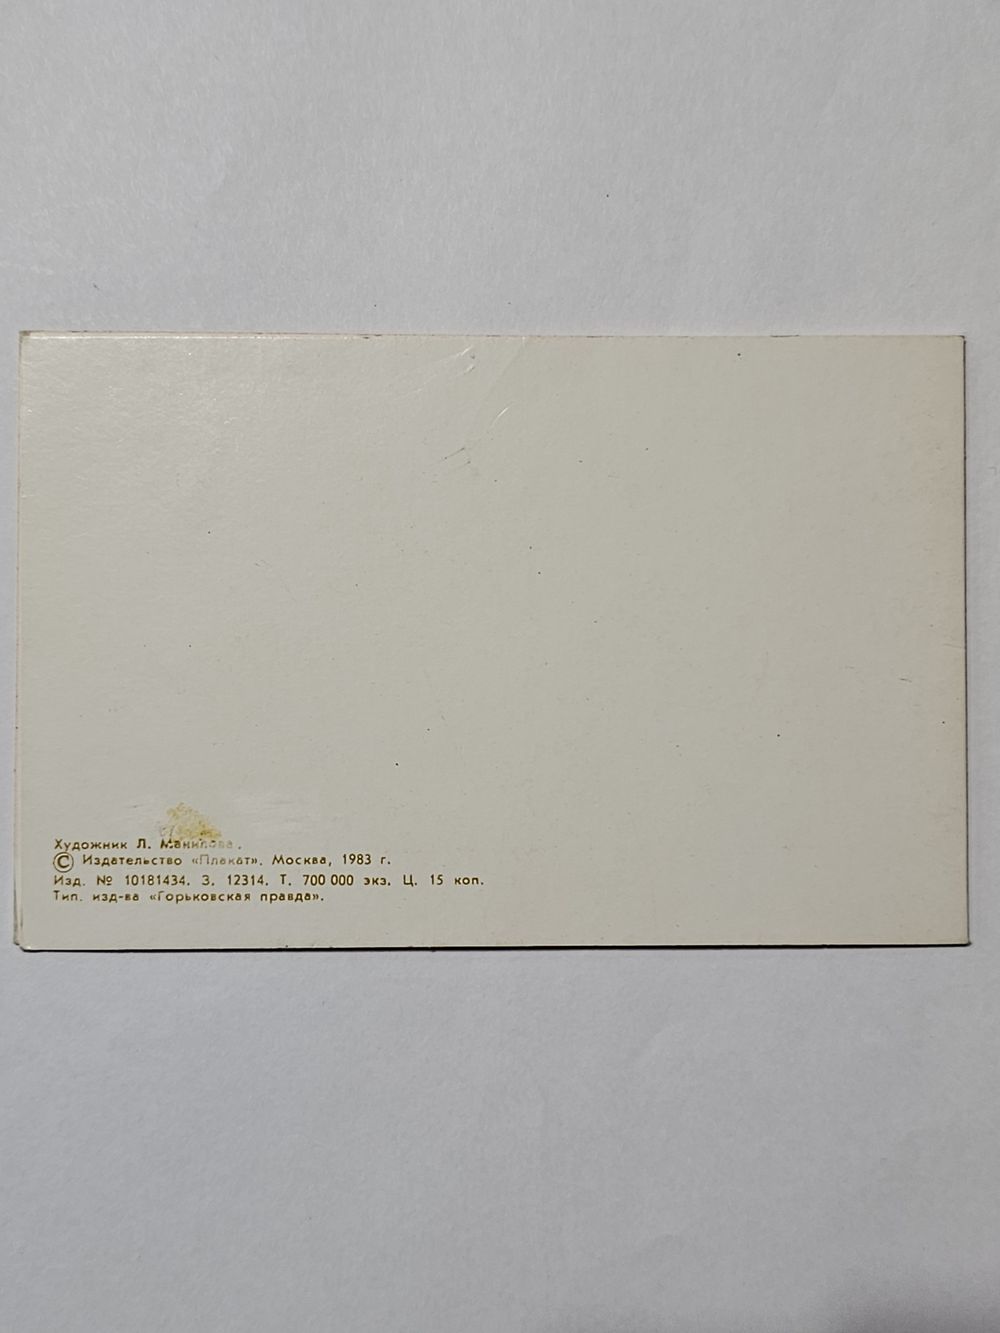 Художник Л. Манилова.
© Издательство «Плакат». Москва, 1983 г.
Изд. № 10181434. З. 12314. Т. 700 000 экз. Ц. 15 коп.
Тип. изд-ва «Горьковская правда».